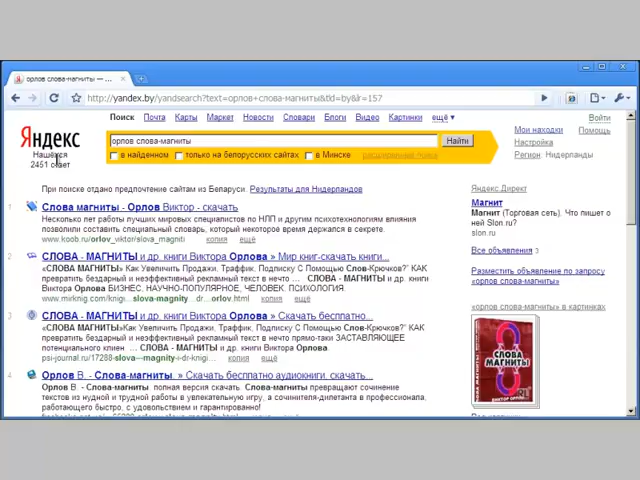 орлов слова-магниты — ...
http://yandex.by/yandsearch?text=орлов+слова-магниты&tld=by&lr=157
Поиск Почта Карты Маркет Новости Словари Блоги Видео Картинки ещё ▼
Войти
Яндекс
Нашёлся
2451 ответ
орлов слова-магниты
Найти
в найденном только на белорусских сайтах в Минске расширенный поиск
Мои находки Помощь
Настройка
Регион: Нидерланды
При поиске отдано предпочтение сайтам из Беларуси. Результаты для Нидерландов
1 Слова магниты - Орлов Виктор - скачать
Несколько лет работы лучших мировых специалистов по НЛП и другим психотехнологиям влияния
позволили составить специальный словарь, который некоторое время держался в секрете.
www.koob.ru/orlov_viktor/slova_magniti копия ещё
2 СЛОВА - МАГНИТЫ и др. книги Виктора Орлова » Мир книг-скачать книги...
«СЛОВА МАГНИТЫ» Как Увеличить Продажи, Траффик, Подписку С Помощью Слов-Крючков?" КАК
превратить бездарный и неэффективный рекламный текст в нечто ... СЛОВА - МАГНИТЫ и др. книги
Виктора Орлова БИЗНЕС, НАУЧНО-ПОПУЛЯРНОЕ, ЧЕЛОВЕК. ПСИХОЛОГИЯ.
www.mirknig.com/knigi... slova-magnity ...dr...orlov.html копия ещё
3 СЛОВА - МАГНИТЫ и др. книги Виктора Орлова » Скачать бесплатно...
«СЛОВА МАГНИТЫ»Как Увеличить Продажи, Траффик, Подписку С Помощью Слов-Крючков?" КАК
превратить бездарный и неэффективный рекламный текст в нечто прямо-таки ЗАСТАВЛЯЮЩЕЕ
потенциального клиен... ... СЛОВА - МАГНИТЫ и др. книги Виктора Орлова.
psi-journal.ru/17288-slova---magnity-i-dr-knigi... копия ещё
4 Орлов В. - Слова-магниты. » Скачать бесплатно аудиокниги, скачать...
Орлов В. - Слова-магниты полная версия скачать. Слова-магниты превращают сочинение
текстов из нудной и трудной работы в увлекательную игру, а сочинителя-дилетанта в профессионала,
работающего быстро, с удовольствием и гарантированно!
Яндекс.Директ
Магнит
Магнит (Торговая сеть). Что пишет о
ней Slon.ru?
slon.ru
Все объявления 3
Разместить объявление по запросу
«орлов слова-магниты»
«орлов слова-магниты» в картинках
СЛОВА
МАГНИТЫ
ВИКТОР ОРЛОВ